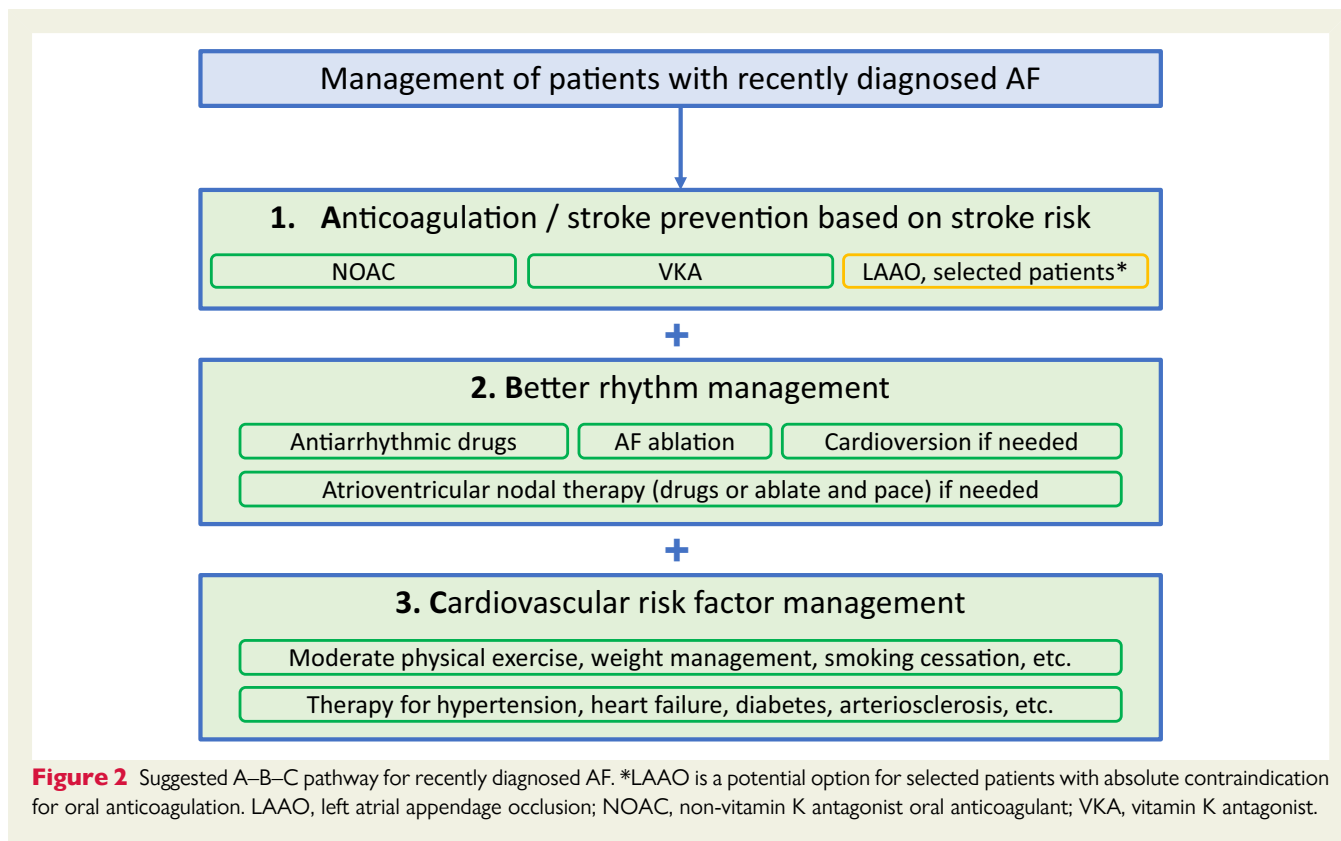 Management of patients with recently diagnosed AF
1. Anticoagulation / stroke prevention based on stroke risk
NOAC VKA LAAO, selected patients*
+
2. Better rhythm management
Antiarrhythmic drugs AF ablation Cardioversion if needed
Atrioventricular nodal therapy (drugs or ablate and pace) if needed
+
3. Cardiovascular risk factor management
Moderate physical exercise, weight management, smoking cessation, etc.
Therapy for hypertension, heart failure, diabetes, arteriosclerosis, etc.
Figure 2 Suggested A–B–C pathway for recently diagnosed AF. *LAAO is a potential option for selected patients with absolute contraindication
for oral anticoagulation. LAAO, left atrial appendage occlusion; NOAC, non-vitamin K antagonist oral anticoagulant; VKA, vitamin K antagonist.